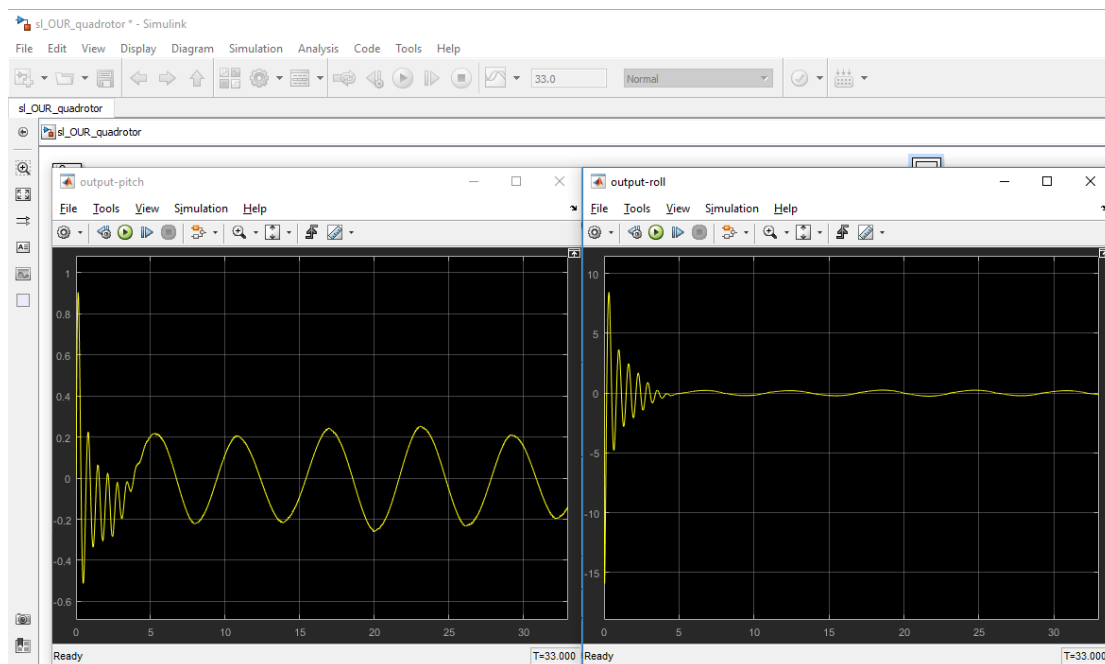 sl_OUR_quadrotor * - Simulink
File Edit View Display Diagram Simulation Analysis Code Tools Help
33.0 Normal
sl_OUR_quadrotor
sl_OUR_quadrotor
output-pitch
File Tools View Simulation Help
1
0.8
0.6
0.4
0.2
0
-0.2
-0.4
-0.6
0 5 10 15 20 25 30
Ready T=33.000
output-roll
File Tools View Simulation Help
10
5
0
-5
-10
-15
0 5 10 15 20 25 30
Ready T=33.000